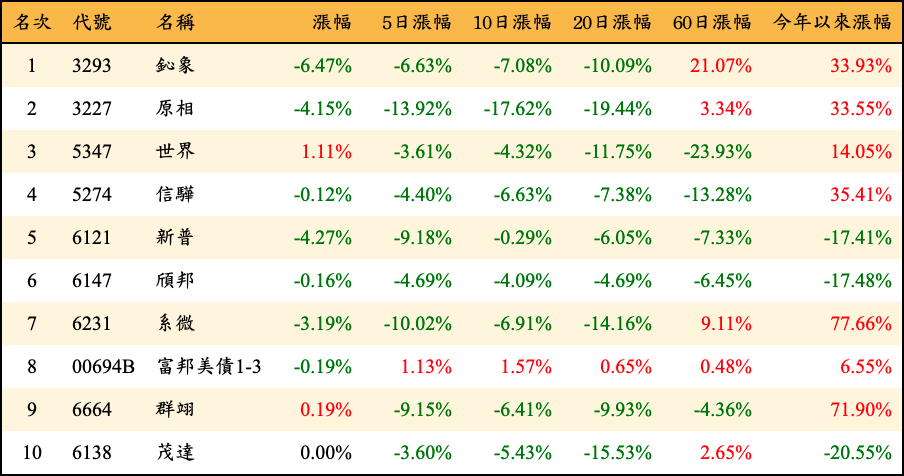 名次 代號 名稱 漲幅 5日漲幅 10日漲幅 20日漲幅 60日漲幅 今年以來漲幅
1 3293 鈊象 -6.47% -6.63% -7.08% -10.09% 21.07% 33.93%
2 3227 原相 -4.15% -13.92% -17.62% -19.44% 3.34% 33.55%
3 5347 世界 1.11% -3.61% -4.32% -11.75% -23.93% 14.05%
4 5274 信驊 -0.12% -4.40% -6.63% -7.38% -13.28% 35.41%
5 6121 新普 -4.27% -9.18% -0.29% -6.05% -7.33% -17.41%
6 6147 頎邦 -0.16% -4.69% -4.09% -4.69% -6.45% -17.48%
7 6231 系微 -3.19% -10.02% -6.91% -14.16% 9.11% 77.66%
8 00694B 富邦美債1-3 -0.19% 1.13% 1.57% 0.65% 0.48% 6.55%
9 6664 群翊 0.19% -9.15% -6.41% -9.93% -4.36% 71.90%
10 6138 茂達 0.00% -3.60% -5.43% -15.53% 2.65% -20.55%